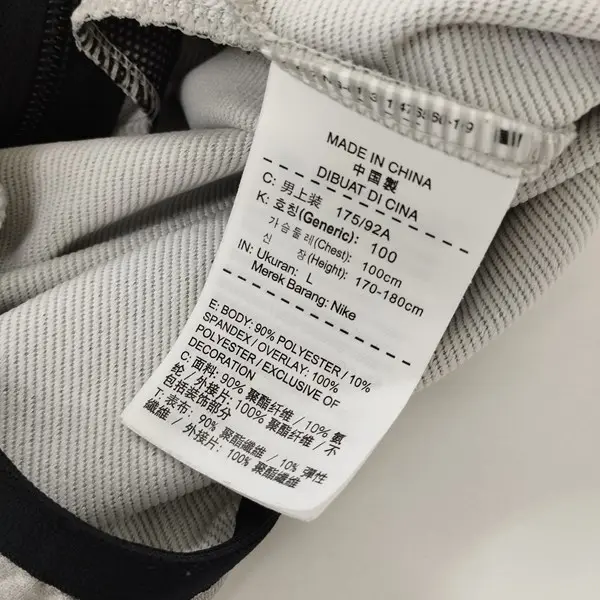 MADE IN CHINA
中国製
DIBUAT DI CINA
C: 男上装 175/92A
K: 호칭(Generic): 100
가슴둘레(Chest): 100cm
신 장(Height): 170-180cm
IN: Ukuran: L
Merek Barang: Nike
E: BODY: 90% POLYESTER / 10%
SPANDEX / OVERLAY: 100%
POLYESTER / EXCLUSIVE OF
DECORATION
C: 面料: 90% 聚酯纤维 / 10% 氨
纶 / 外接片: 100% 聚酯纤维 / 不
包括装饰部分
T: 表布: 90% 聚酯纖維 / 10% 彈性
纖維 / 外接片: 100% 聚酯纖維